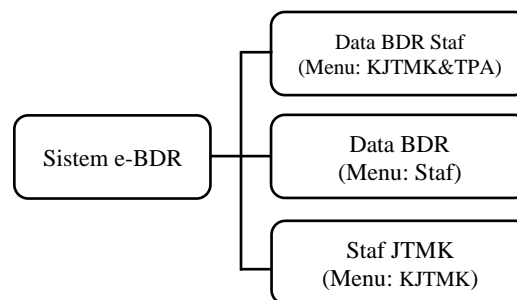 Sistem e-BDR
Data BDR Staf
(Menu: KJTMK&TPA)
Data BDR
(Menu: Staf)
Staf JTMK
(Menu: KJTMK)